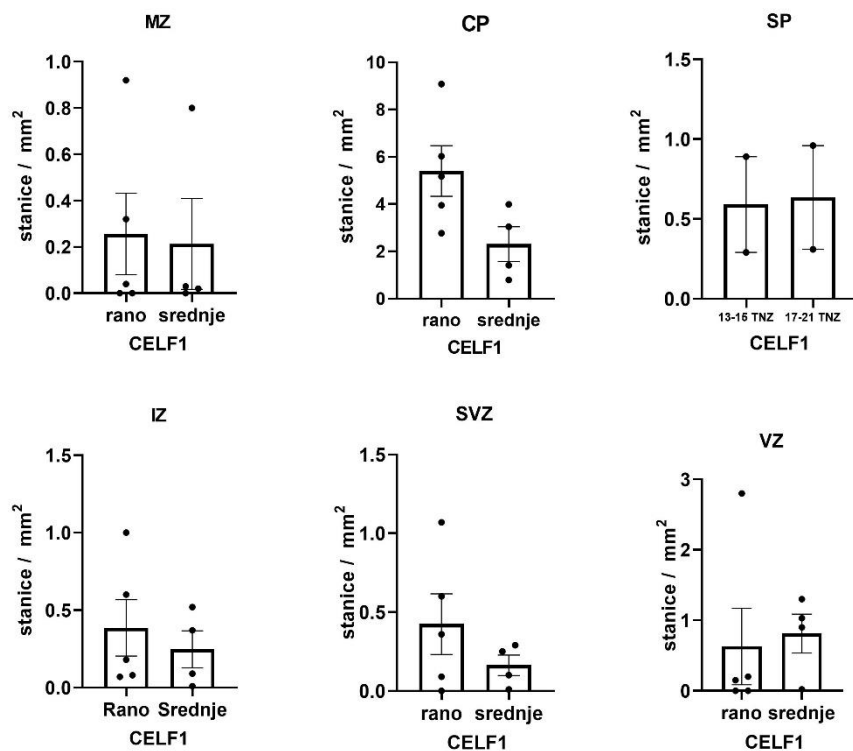 MZ
stanice / mm²
1.0
0.8
0.6
0.4
0.2
0.0
rano srednje
CELF1
CP
stanice / mm²
10
8
6
4
2
0
rano srednje
CELF1
SP
stanice / mm²
1.5
1.0
0.5
0.0
13-15 TNZ 17-21 TNZ
CELF1
IZ
stanice / mm²
1.5
1.0
0.5
0.0
Rano Srednje
CELF1
SVZ
stanice / mm²
1.5
1.0
0.5
0.0
rano srednje
CELF1
VZ
stanice / mm²
3
2
1
0
rano srednje
CELF1